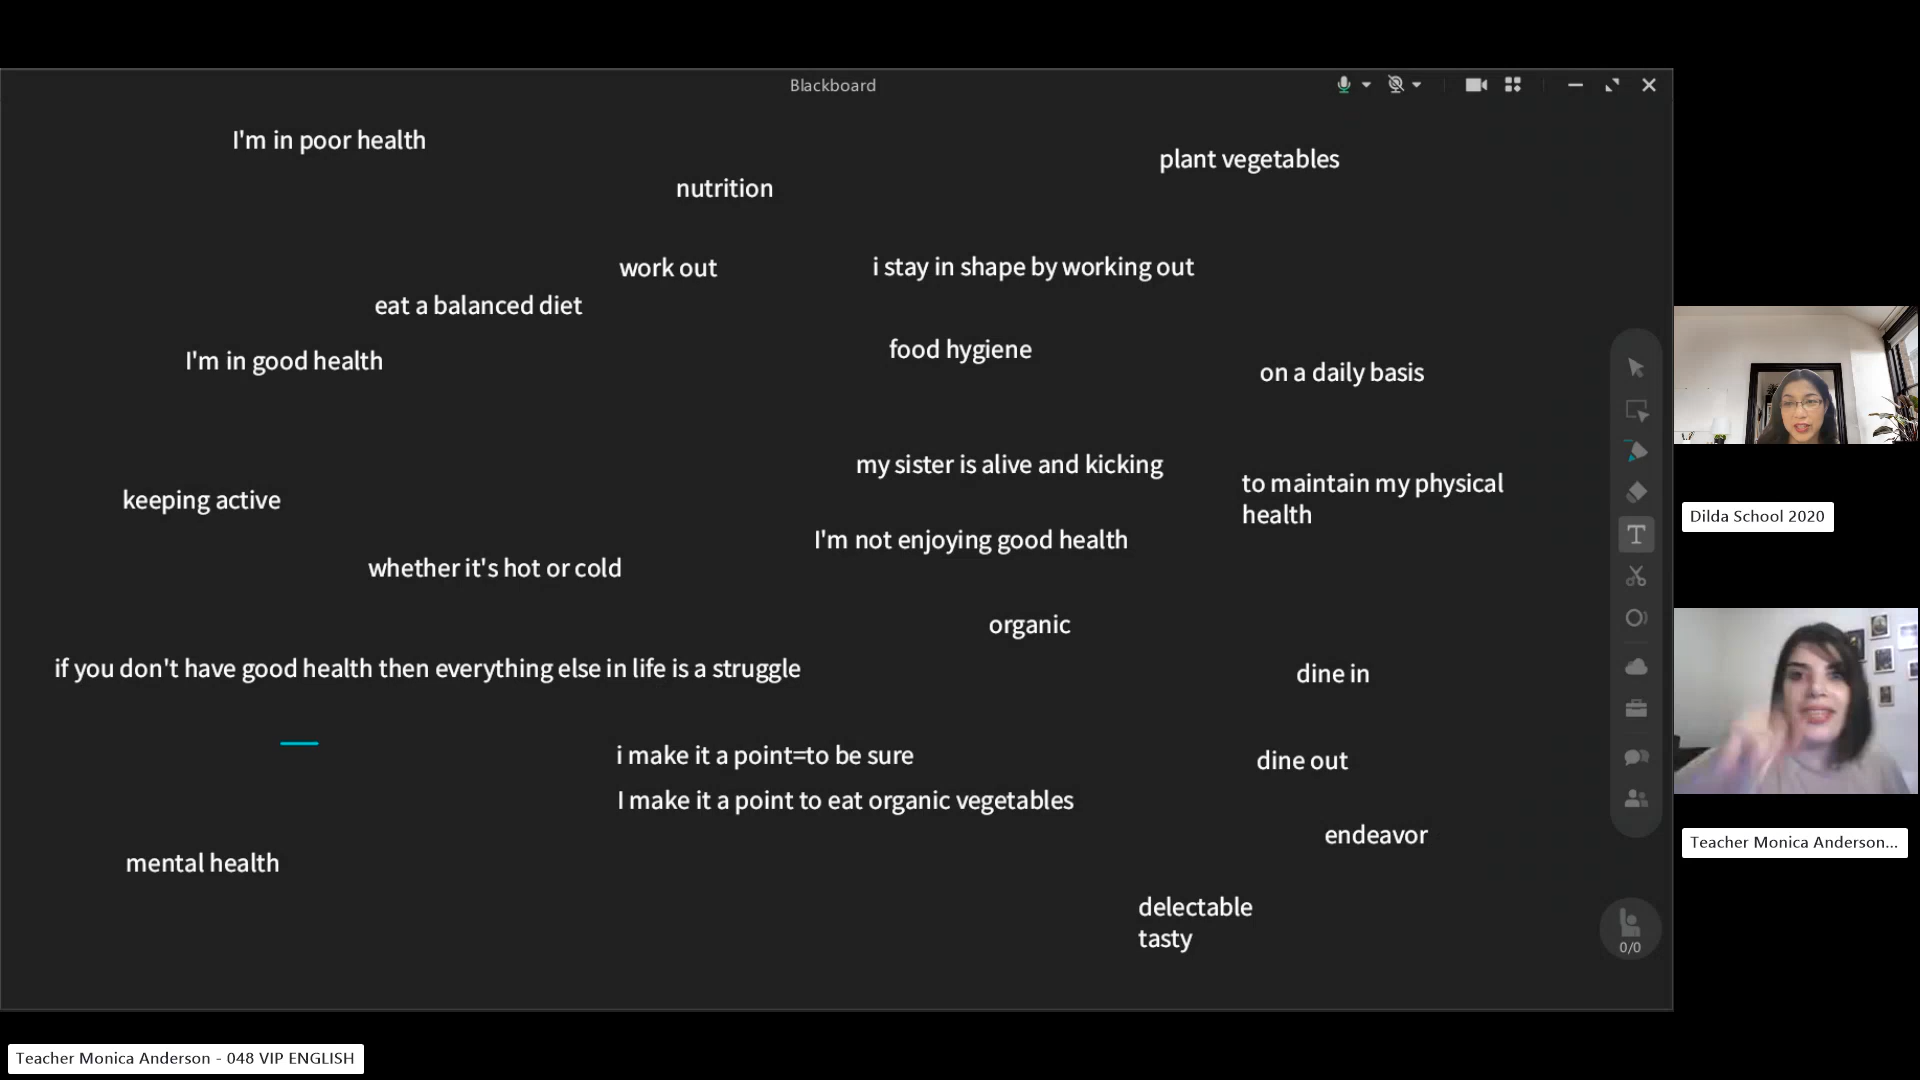 Blackboard
I'm in poor health
plant vegetables
nutrition
work out
i stay in shape by working out
eat a balanced diet
food hygiene
I'm in good health
on a daily basis
my sister is alive and kicking
to maintain my physical
health
keeping active
I'm not enjoying good health
whether it's hot or cold
organic
if you don't have good health then everything else in life is a struggle
dine in
i make it a point=to be sure
dine out
I make it a point to eat organic vegetables
endeavor
mental health
delectable
tasty
0/0
Dilda School 2020
Teacher Monica Anderson...
Teacher Monica Anderson - 048 VIP ENGLISH